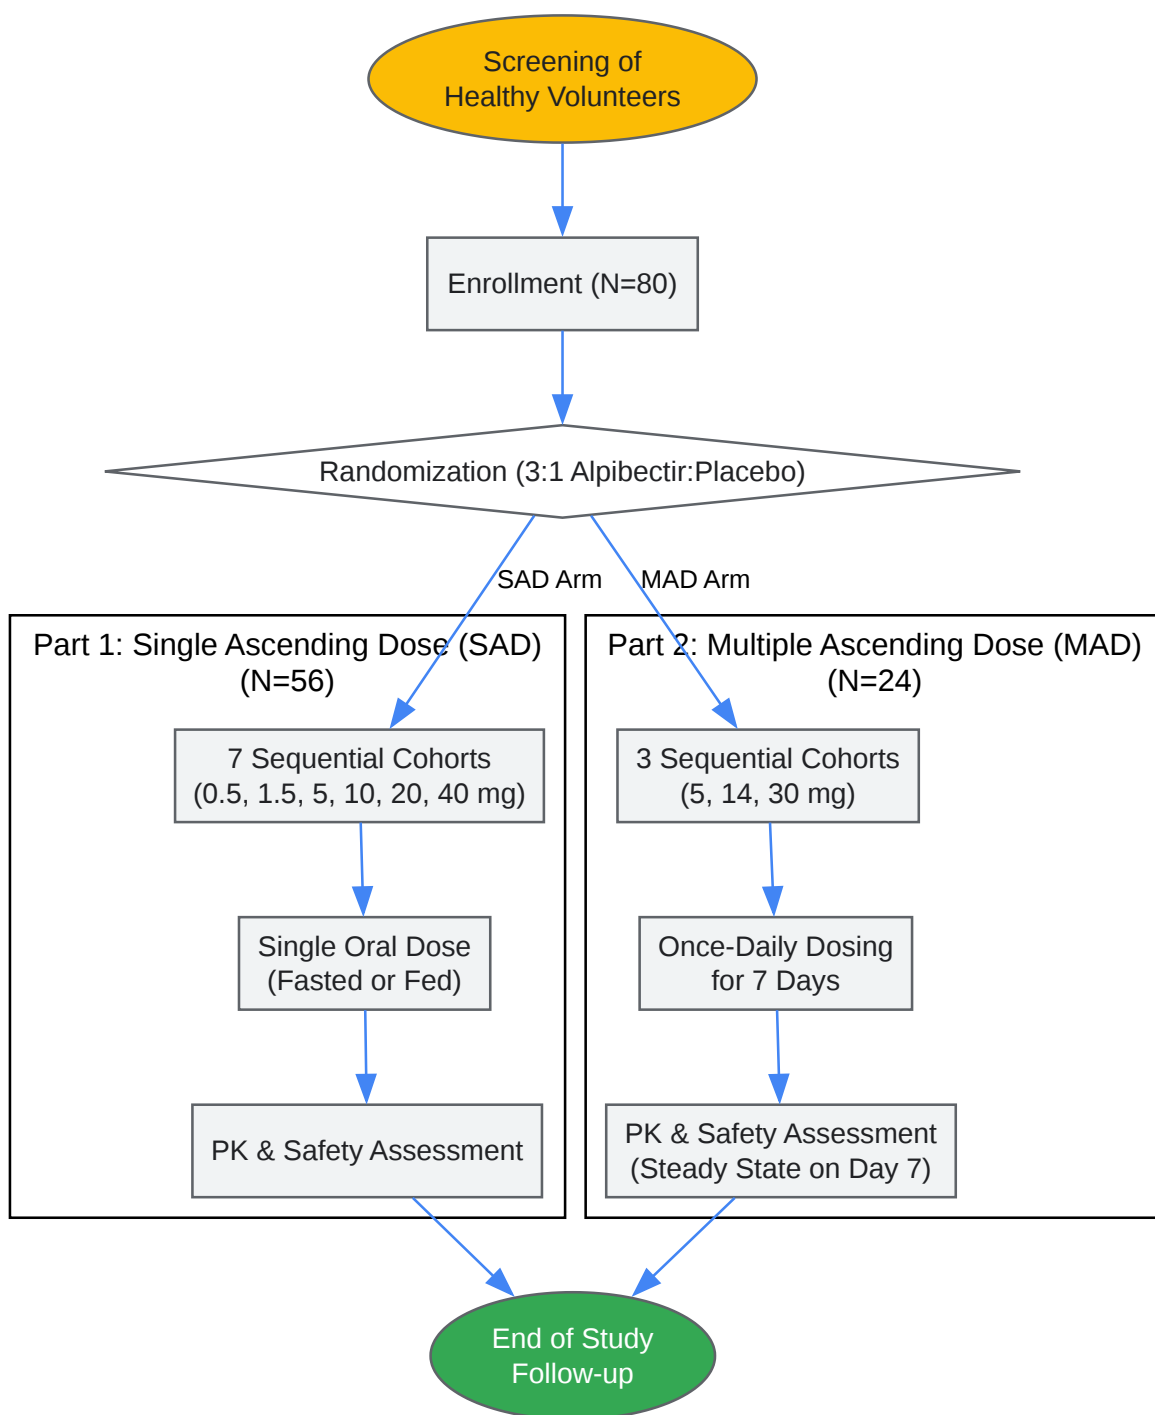 Screening of
Healthy Volunteers
Enrollment (N=80)
Randomization (3:1 Alpibectir:Placebo)
SAD Arm
MAD Arm
Part 1: Single Ascending Dose (SAD)
(N=56)
7 Sequential Cohorts
(0.5, 1.5, 5, 10, 20, 40 mg)
Single Oral Dose
(Fasted or Fed)
PK & Safety Assessment
Part 2: Multiple Ascending Dose (MAD)
(N=24)
3 Sequential Cohorts
(5, 14, 30 mg)
Once-Daily Dosing
for 7 Days
PK & Safety Assessment
(Steady State on Day 7)
End of Study
Follow-up